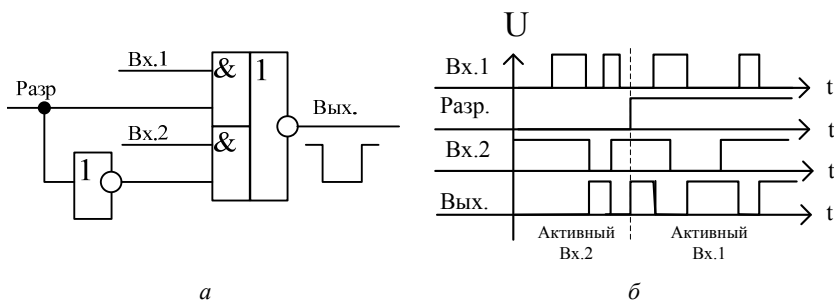 Вх.1
&
1
Разр
Вых.
Вх.2
&
1
а
U
Вх.1
t
Разр.
t
Вх.2
t
Вых.
t
Активный
Вх.2
Активный
Вх.1
б